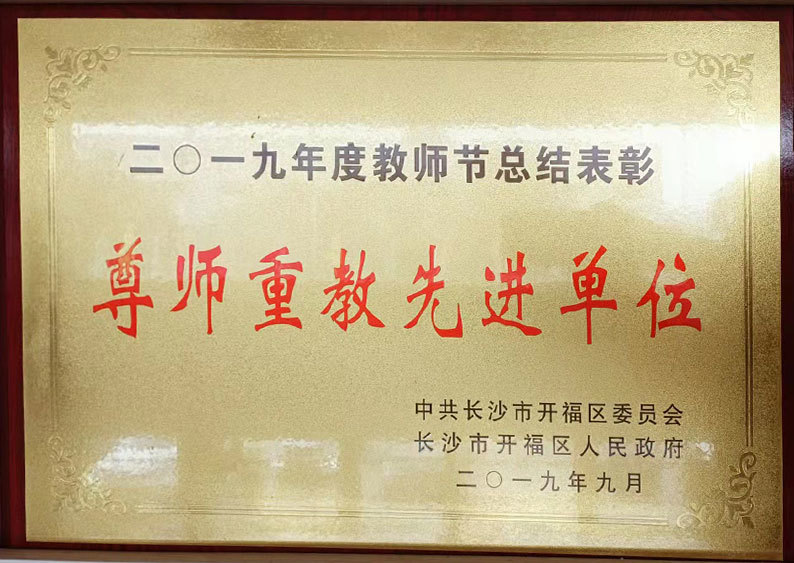 二〇一九年度教师节总结表彰
尊师重教先进单位
中共长沙市开福区委员会
长沙市开福区人民政府
二〇一九年九月